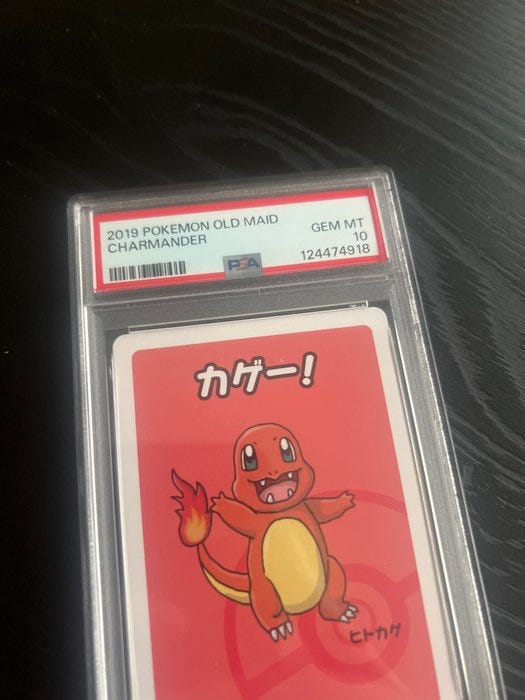 2019 POKEMON OLD MAID
CHARMANDER
GEM MT
10
124474918
PSA
カゲー!
ヒトカゲ